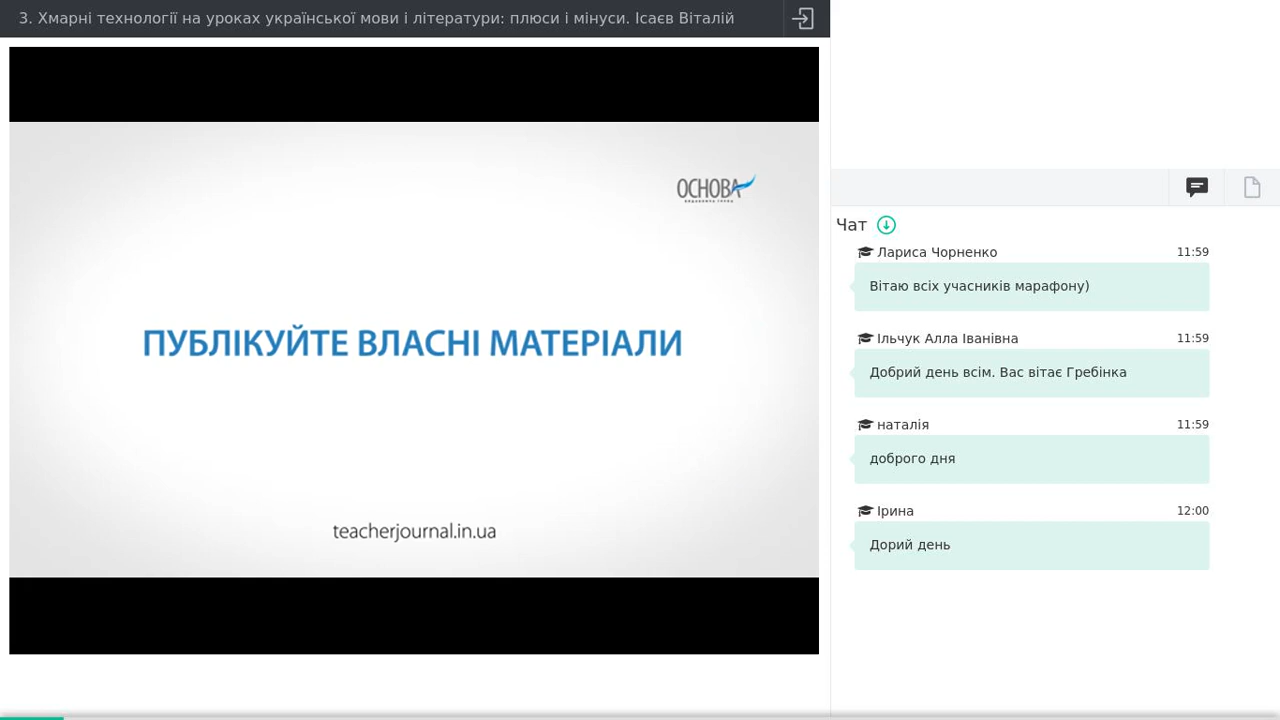 3. Хмарні технології на уроках української мови і літератури: плюси і мінуси. Ісаєв Віталій
ОСНОВА
ПУБЛІКУЙТЕ ВЛАСНІ МАТЕРІАЛИ
teacherjournal.in.ua
Чат
Лариса Чорненко 11:59
Вітаю всіх учасників марафону)
Ільчук Алла Іванівна 11:59
Добрий день всім. Вас вітає Гребінка
наталія 11:59
доброго дня
Ірина 12:00
Дорий день